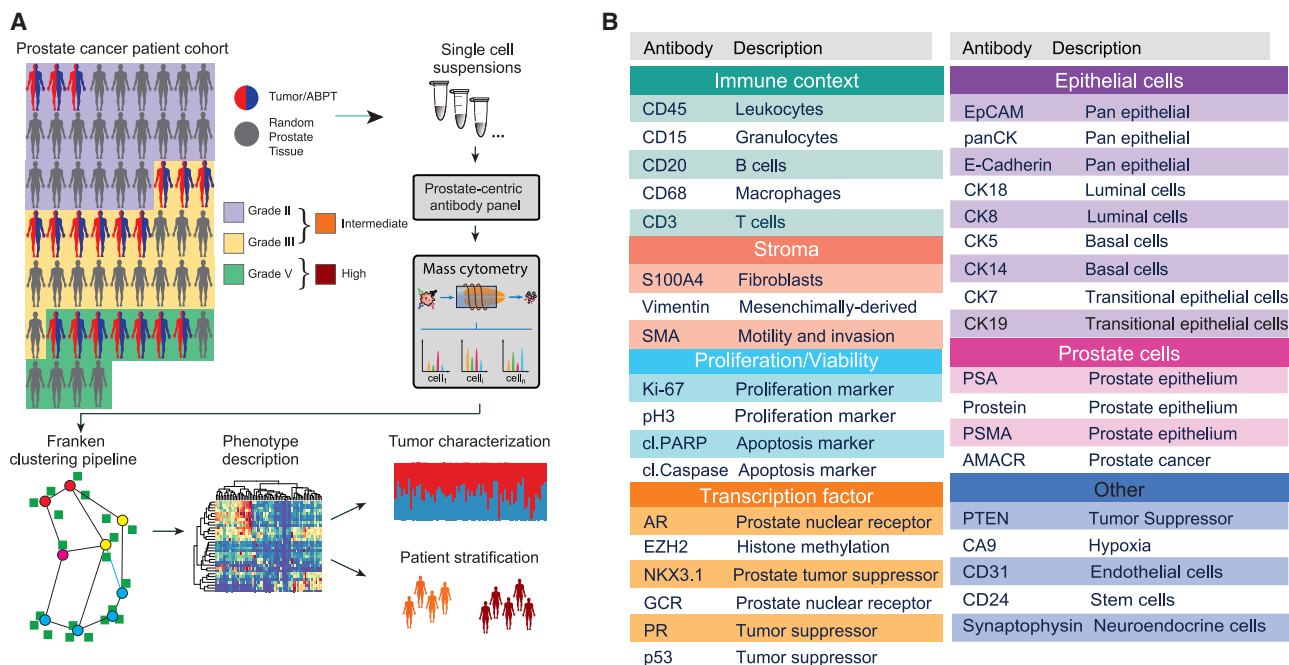 A
Prostate cancer patient cohort
Tumor/ABPT
Random
Prostate
Tissue
Grade II
Grade III
Intermediate
Grade V
High
Single cell
suspensions
...
Prostate-centric
antibody panel
Mass cytometry
cell1
celli
celln
Franken
clustering pipeline
Phenotype
description
Tumor characterization
Patient stratification
B
Antibody Description
Immune context
CD45 Leukocytes
CD15 Granulocytes
CD20 B cells
CD68 Macrophages
CD3 T cells
Stroma
S100A4 Fibroblasts
Vimentin Mesenchimally-derived
SMA Motility and invasion
Proliferation/Viability
Ki-67 Proliferation marker
pH3 Proliferation marker
cl.PARP Apoptosis marker
cl.Caspase Apoptosis marker
Transcription factor
AR Prostate nuclear receptor
EZH2 Histone methylation
NKX3.1 Prostate tumor suppressor
GCR Prostate nuclear receptor
PR Tumor suppressor
p53 Tumor suppressor
Antibody Description
Epithelial cells
EpCAM Pan epithelial
panCK Pan epithelial
E-Cadherin Pan epithelial
CK18 Luminal cells
CK8 Luminal cells
CK5 Basal cells
CK14 Basal cells
CK7 Transitional epithelial cells
CK19 Transitional epithelial cells
Prostate cells
PSA Prostate epithelium
Prostein Prostate epithelium
PSMA Prostate epithelium
AMACR Prostate cancer
Other
PTEN Tumor Suppressor
CA9 Hypoxia
CD31 Endothelial cells
CD24 Stem cells
Synaptophysin Neuroendocrine cells